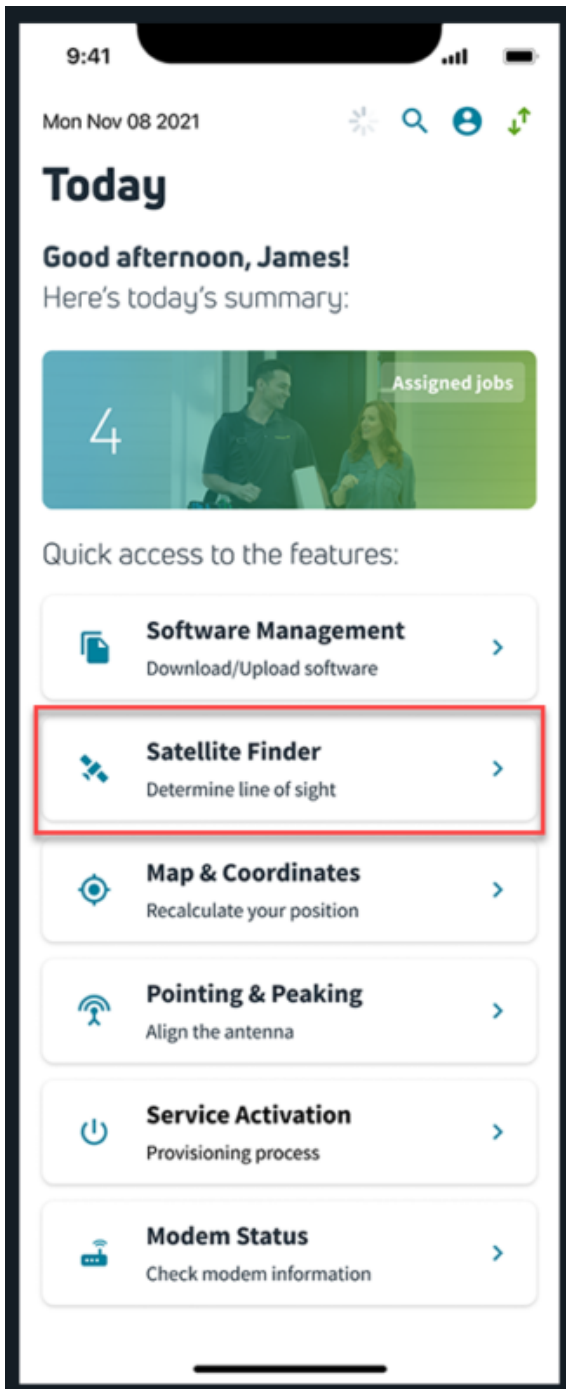 9:41
Mon Nov 08 2021
Today
Good afternoon, James!
Here's today's summary:
4
Assigned jobs
Quick access to the features:
Software Management
Download/Upload software
Satellite Finder
Determine line of sight
Map & Coordinates
Recalculate your position
Pointing & Peaking
Align the antenna
Service Activation
Provisioning process
Modem Status
Check modem information